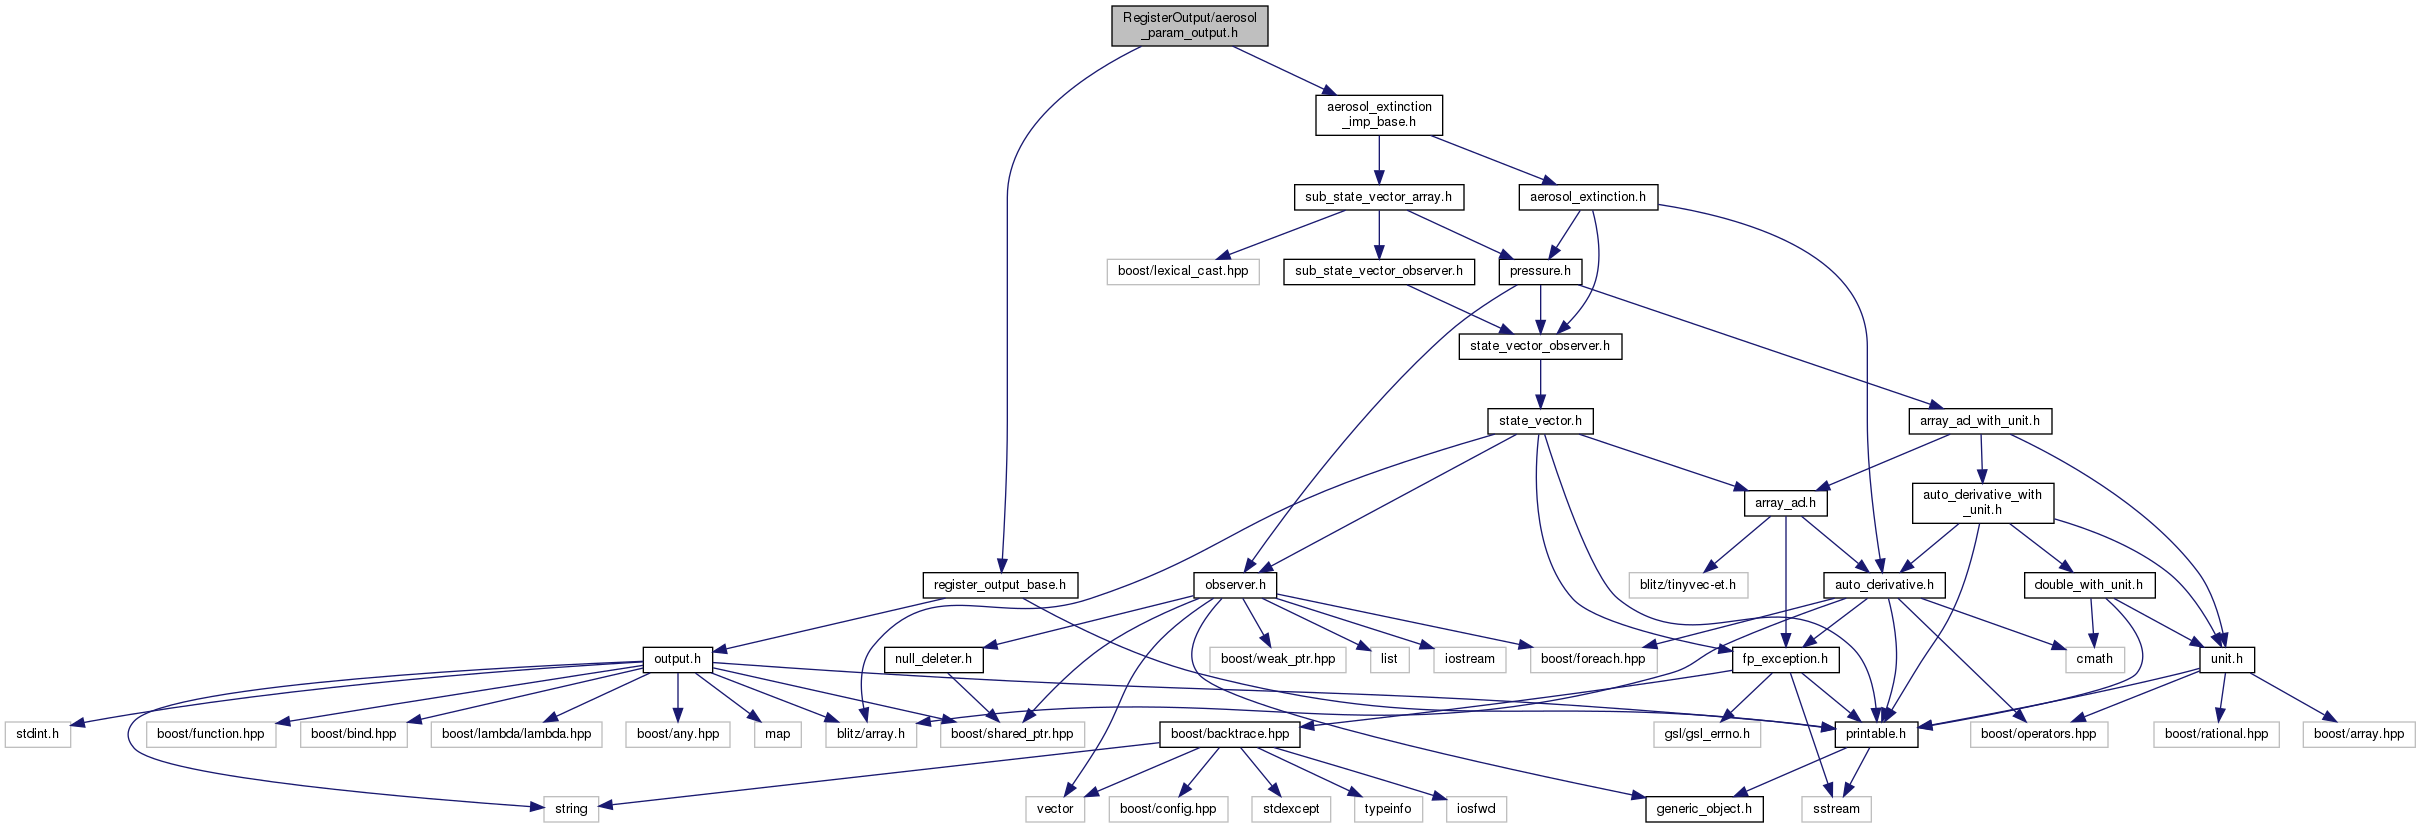 RegisterOutput/aerosol
_param_output.h
aerosol_extinction
_imp_base.h
sub_state_vector_array.h
aerosol_extinction.h
boost/lexical_cast.hpp
sub_state_vector_observer.h
pressure.h
state_vector_observer.h
state_vector.h
array_ad_with_unit.h
array_ad.h
auto_derivative_with
_unit.h
register_output_base.h
observer.h
blitz/tinyvec-et.h
auto_derivative.h
double_with_unit.h
output.h
null_deleter.h
boost/weak_ptr.hpp
list
iostream
boost/foreach.hpp
fp_exception.h
cmath
unit.h
stdint.h
boost/function.hpp
boost/bind.hpp
boost/lambda/lambda.hpp
boost/any.hpp
map
blitz/array.h
boost/shared_ptr.hpp
boost/backtrace.hpp
gsl/gsl_errno.h
printable.h
boost/operators.hpp
boost/rational.hpp
boost/array.hpp
string
vector
boost/config.hpp
stdexcept
typeinfo
iosfwd
generic_object.h
sstream